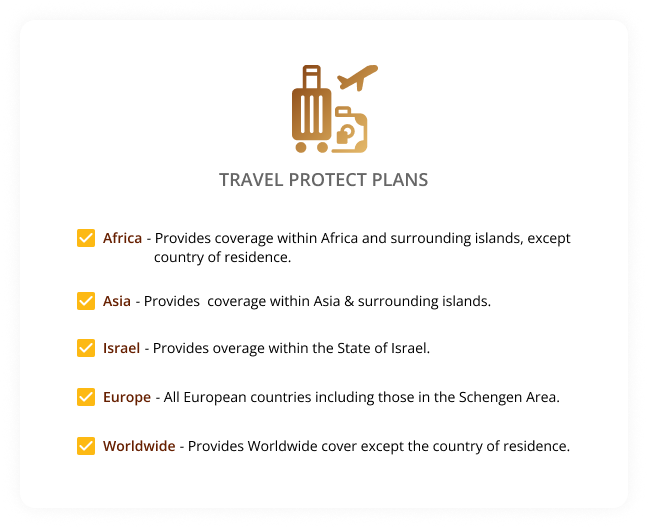 TRAVEL PROTECT PLANS
Africa - Provides coverage within Africa and surrounding islands, except
country of residence.
Asia - Provides  coverage within Asia & surrounding islands.
Israel - Provides overage within the State of Israel.
Europe - All European countries including those in the Schengen Area.
Worldwide - Provides Worldwide cover except the country of residence.